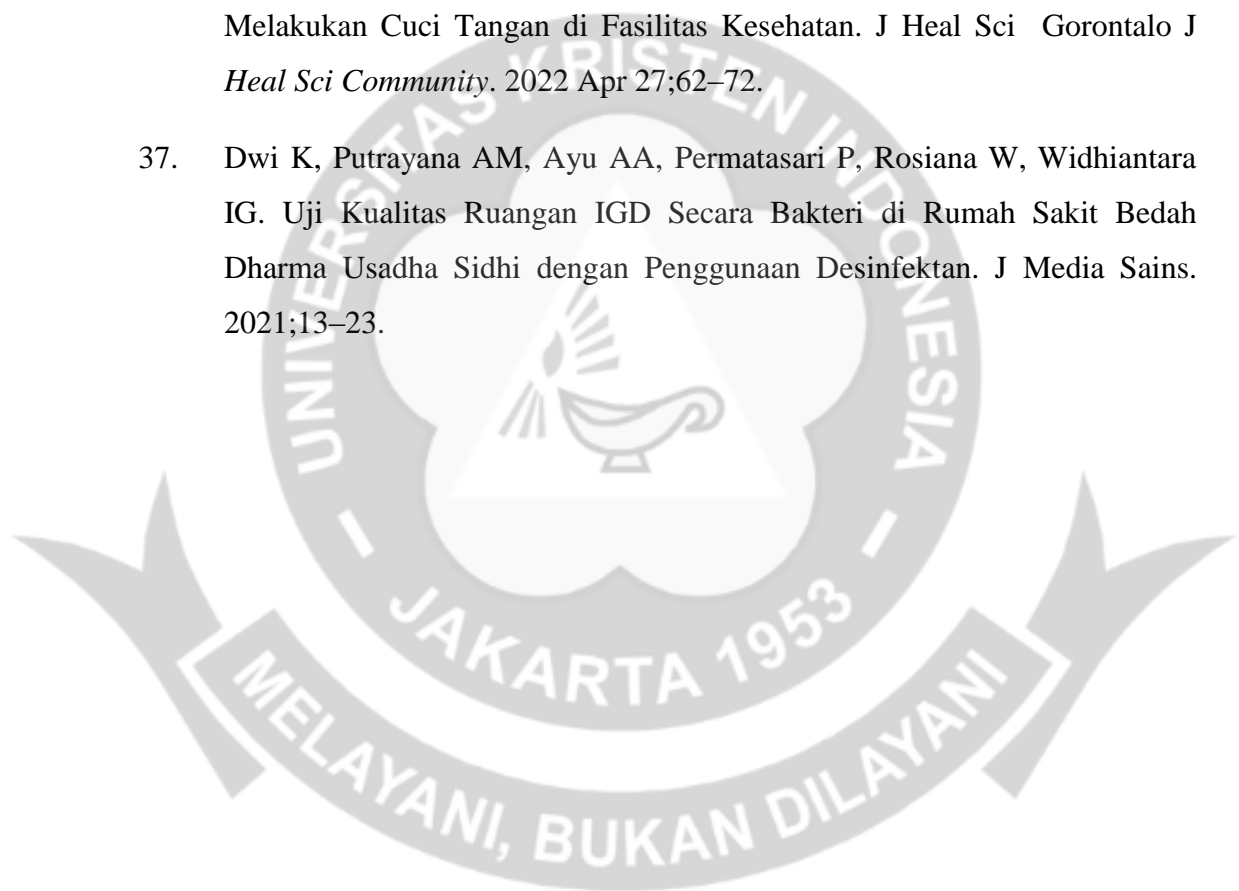 Melakukan Cuci Tangan di Fasilitas Kesehatan. J Heal Sci Gorontalo J
Heal Sci Community. 2022 Apr 27;62–72.
37. Dwi K, Putrayana AM, Ayu AA, Permatasari P, Rosiana W, Widhiantara
IG. Uji Kualitas Ruangan IGD Secara Bakteri di Rumah Sakit Bedah
Dharma Usadha Sidhi dengan Penggunaan Desinfektan. J Media Sains.
2021;13–23.
UNIVERSITAS KRISTEN INDONESIA
- JAKARTA 1953 -
MELAYANI, BUKAN DILAYANI